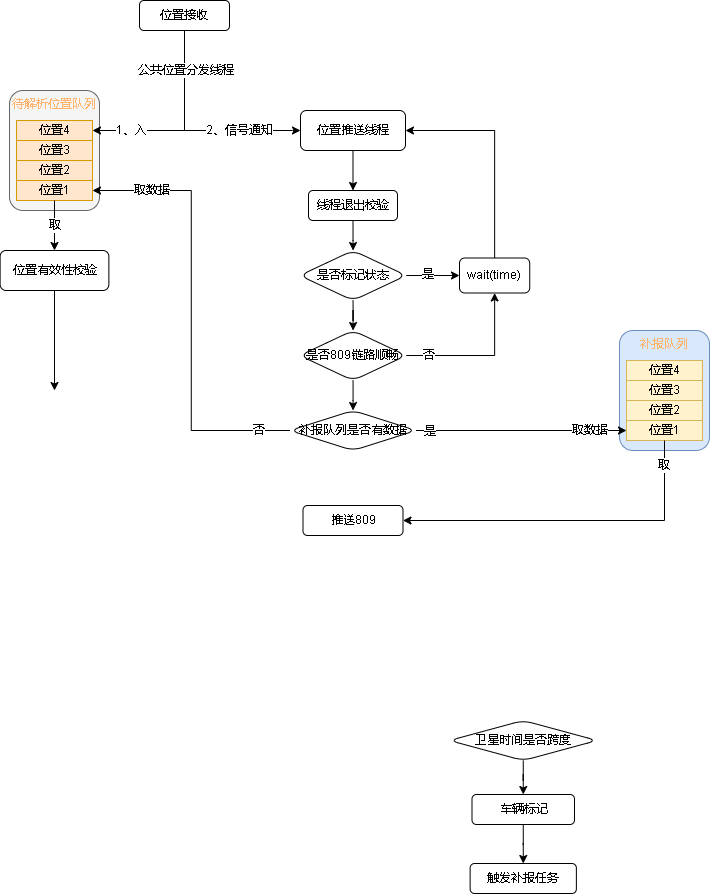 位置接收
公共位置分发线程
待解析位置队列
位置4
位置3
位置2
位置1
1、入
2、信号通知
位置推送线程
取数据
线程退出校验
取
位置有效性校验
是否标记状态
是
wait(time)
是否809链路顺畅
否
补报队列
位置4
位置3
位置2
位置1
否
补报队列是否有数据
是
取数据
取
推送809
卫星时间是否跨度
车辆标记
触发补报任务